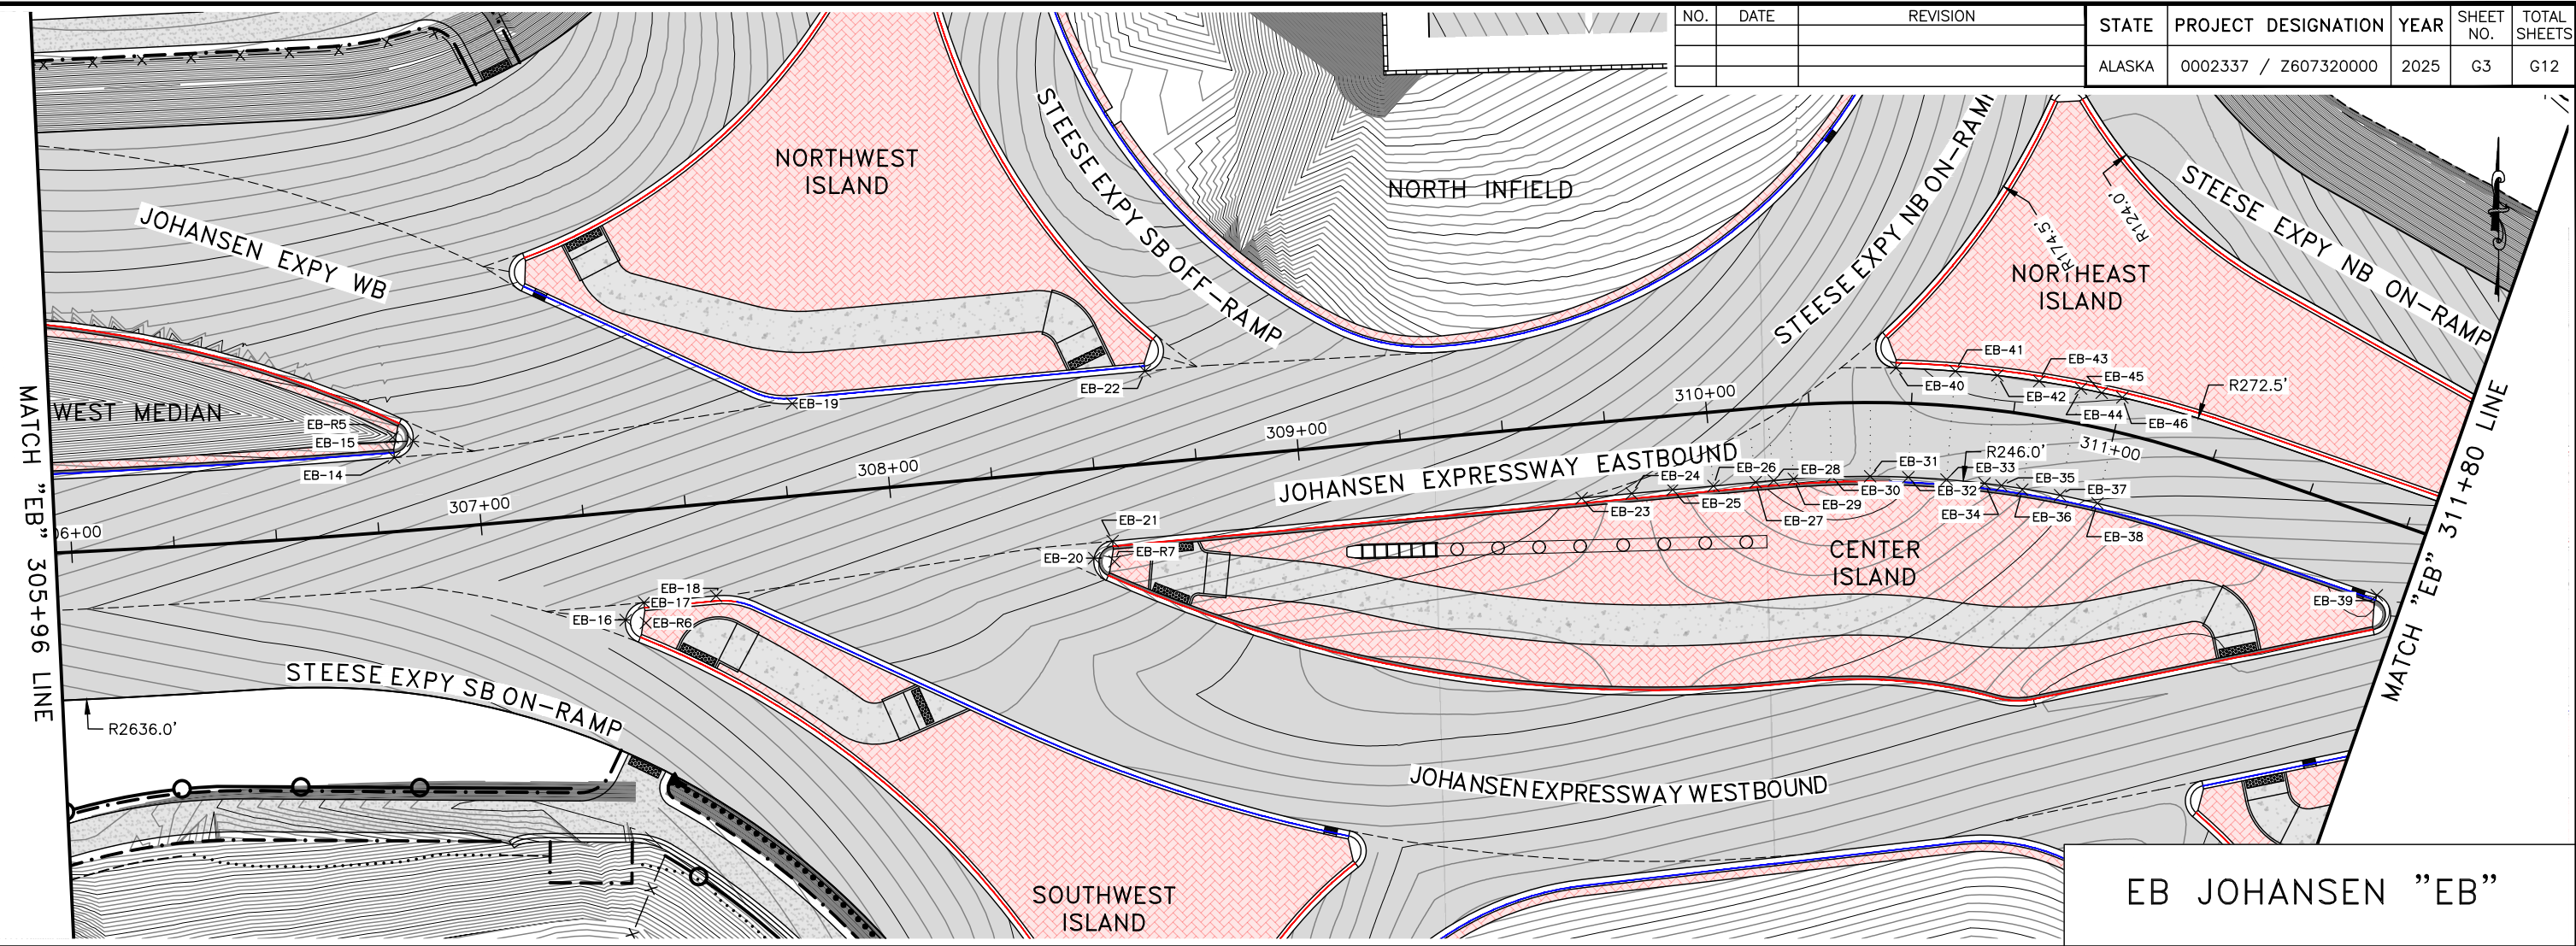 NO. DATE REVISION
STATE PROJECT DESIGNATION YEAR SHEET NO. TOTAL SHEETS
ALASKA 0002337 / Z607320000 2025 G3 G12
NORTHWEST
ISLAND
NORTH INFIELD
NORTHEAST
ISLAND
R174.5'
R124.0'
STEESE EXPY SB OFF-RAMP
STEESE EXPY NB ON-RAMP
STEESE EXPY NB ON-RAMP
JOHANSEN EXPY WB
WEST MEDIAN
EB-R5
EB-15
EB-14
EB-19
EB-22
EB-41
EB-43
EB-45
EB-40
EB-42
EB-44
EB-46
R272.5'
MATCH "EB" 305+96 LINE
MATCH "EB" 311+80 LINE
06+00
307+00
308+00
309+00
310+00
311+00
JOHANSEN EXPRESSWAY EASTBOUND
EB-24
EB-26
EB-28
EB-31
R246.0'
EB-33
EB-35
EB-37
EB-23
EB-25
EB-27
EB-29
EB-30
EB-32
EB-34
EB-36
EB-38
EB-39
EB-21
EB-20
EB-R7
CENTER
ISLAND
EB-18
EB-17
EB-16
EB-R6
STEESE EXPY SB ON-RAMP
R2636.0'
JOHANSEN EXPRESSWAY WESTBOUND
SOUTHWEST
ISLAND
EB JOHANSEN "EB"